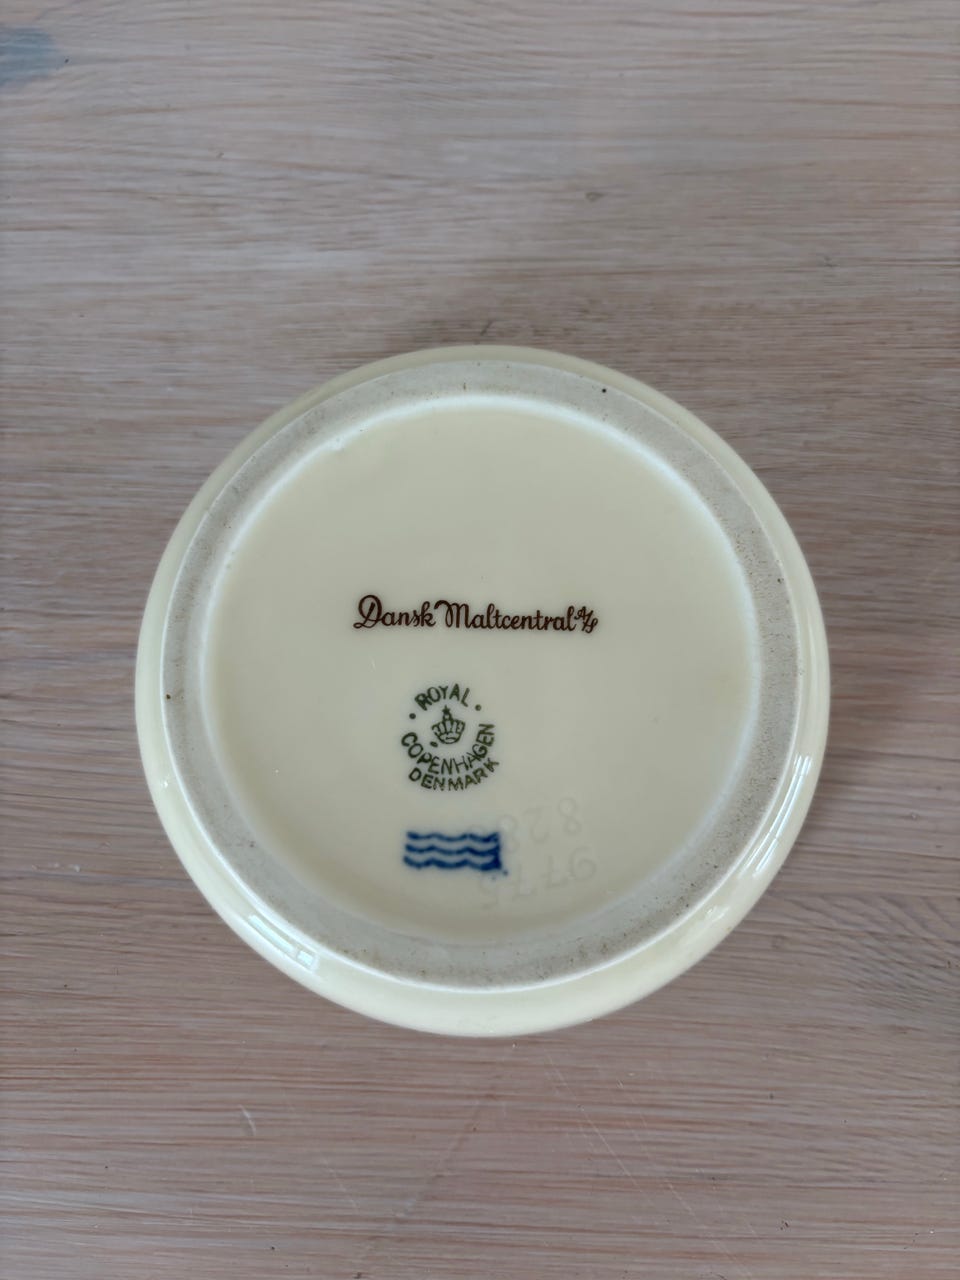 Dansk Maltcentral A/S
ROYAL
COPENHAGEN
DENMARK